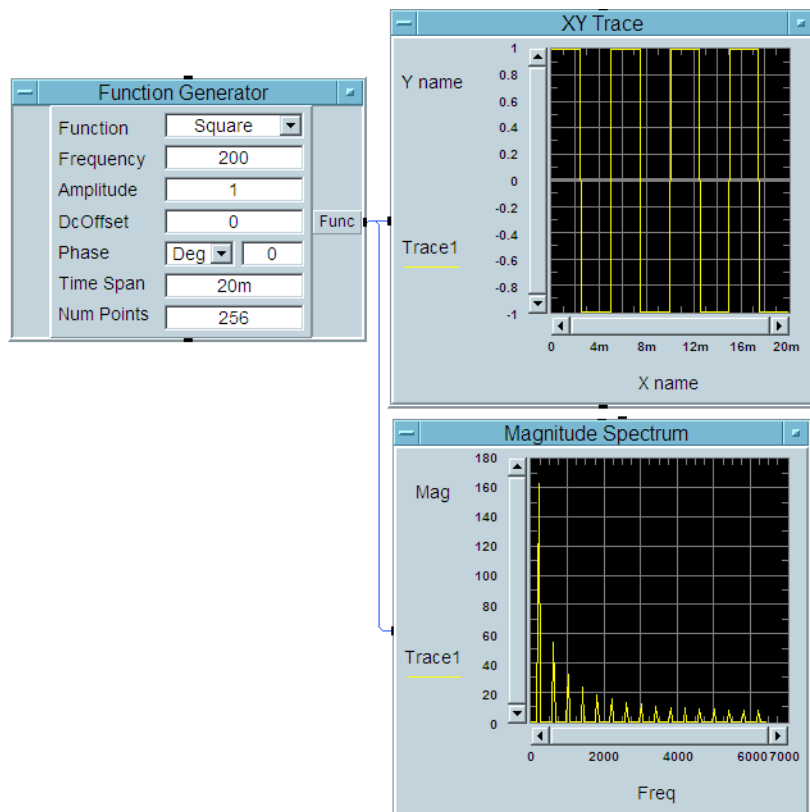 Function Generator
Function Square
Frequency 200
Amplitude 1
DcOffset 0
Phase Deg 0
Time Span 20m
Num Points 256
Func
XY Trace
Y name
Trace1
1
0.8
0.6
0.4
0.2
0
-0.2
-0.4
-0.6
-0.8
-1
0 4m 8m 12m 16m 20m
X name
Magnitude Spectrum
Mag
Trace1
180
160
140
120
100
80
60
40
20
0
0 2000 4000 6000 7000
Freq